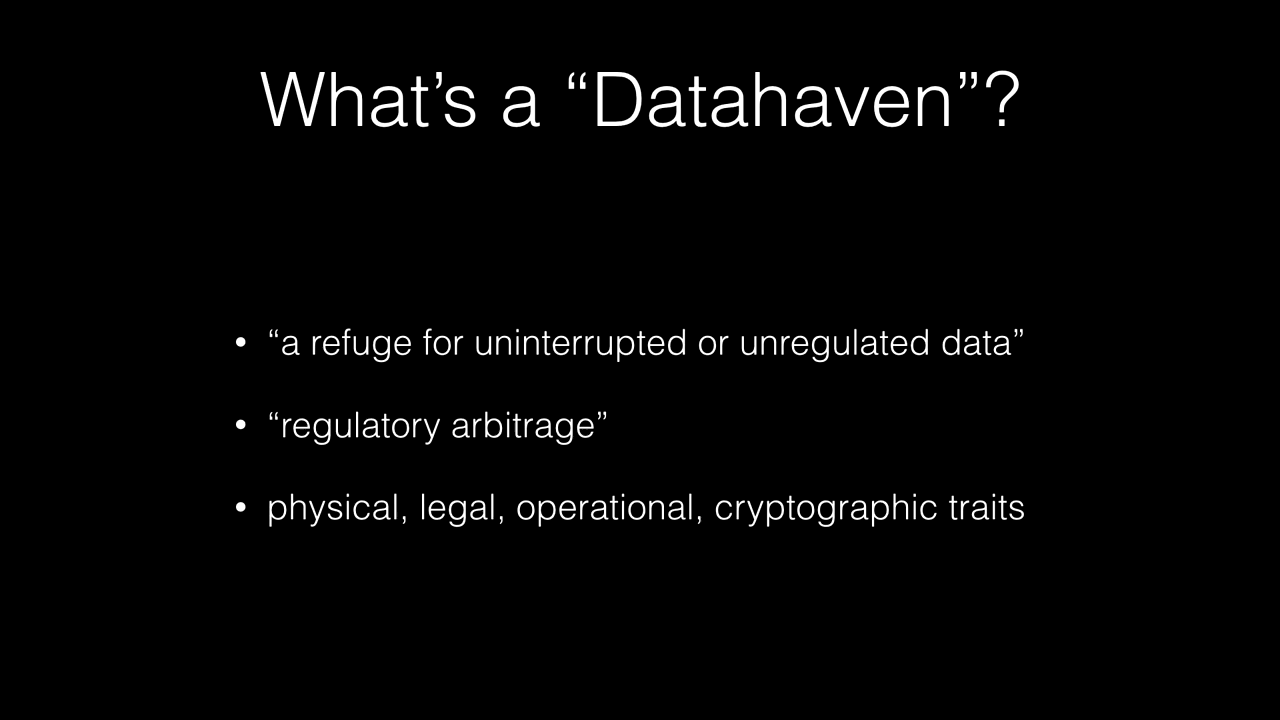 What’s a “Datahaven”?
• “a refuge for uninterrupted or unregulated data”
• “regulatory arbitrage”
• physical, legal, operational, cryptographic traits